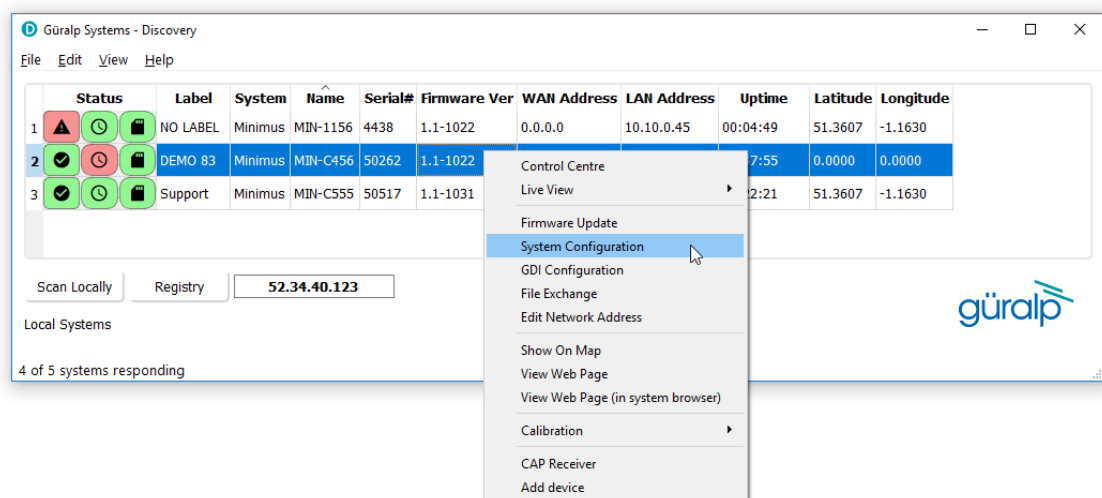 Güralp Systems - Discovery
File Edit View Help
Status Label System Name Serial# Firmware Ver WAN Address LAN Address Uptime Latitude Longitude
1 NO LABEL Minimus MIN-1156 4438 1.1-1022 0.0.0.0 10.10.0.45 00:04:49 51.3607 -1.1630
2 DEMO 83 Minimus MIN-C456 50262 1.1-1022 7:55 0.0000 0.0000
3 Support Minimus MIN-C555 50517 1.1-1031 22:21 51.3607 -1.1630
Control Centre
Live View
Firmware Update
System Configuration
GDI Configuration
File Exchange
Edit Network Address
Show On Map
View Web Page
View Web Page (in system browser)
Calibration
CAP Receiver
Add device
Scan Locally Registry 52.34.40.123
güralp
Local Systems
4 of 5 systems responding